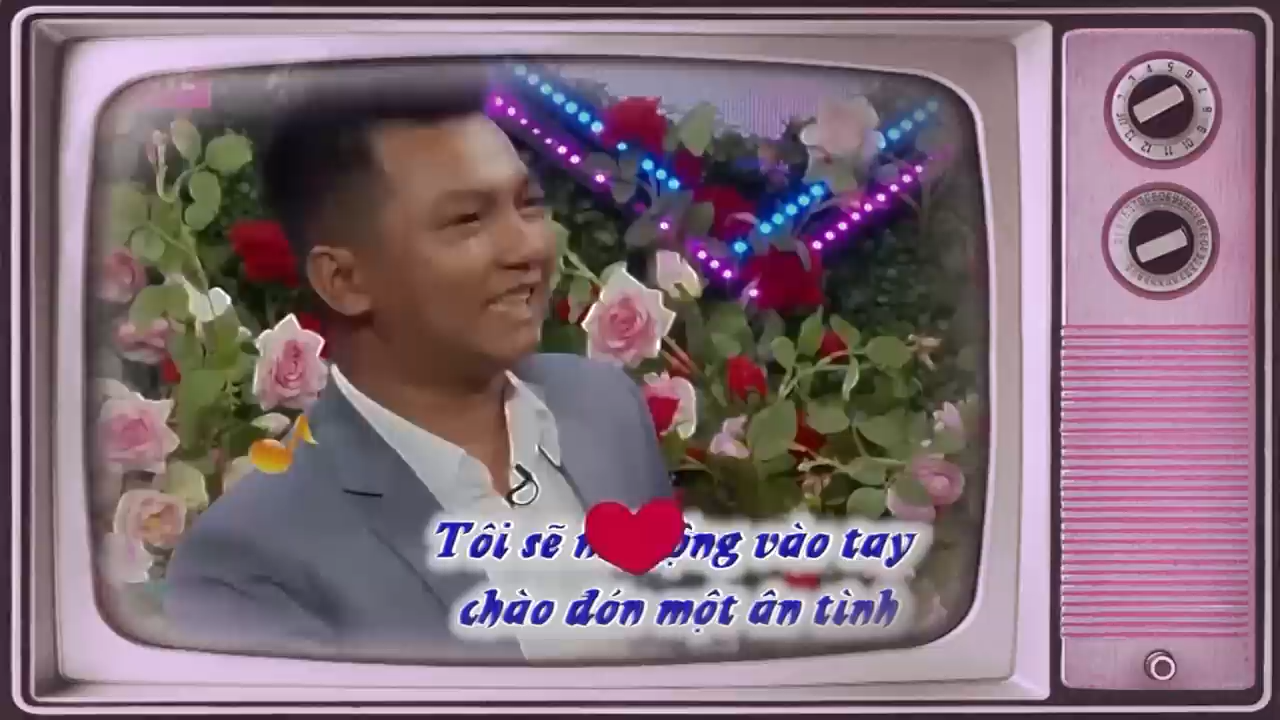 Tôi sẽ vào tay
chào đón một ân tình